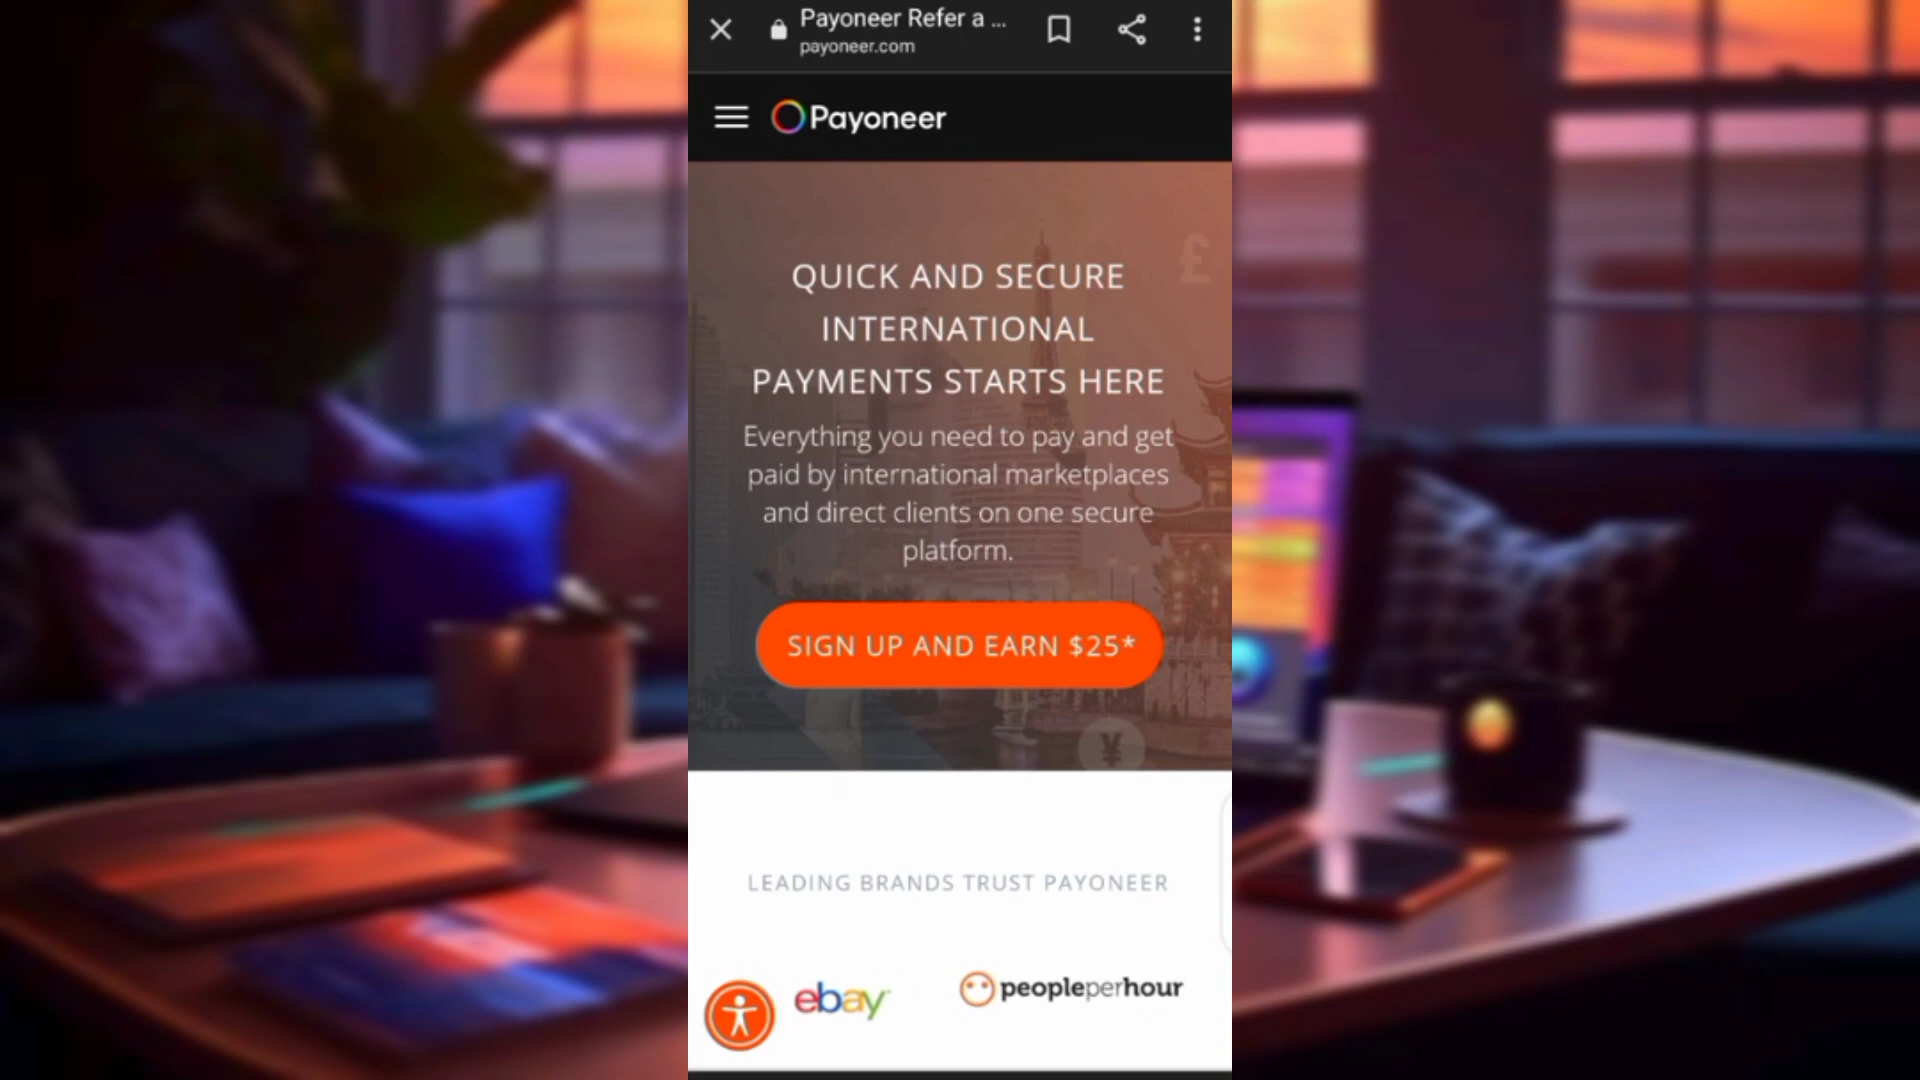 Payoneer Refer a ...
payoneer.com
Payoneer
£
QUICK AND SECURE
INTERNATIONAL
PAYMENTS STARTS HERE
Everything you need to pay and get
paid by international marketplaces
and direct clients on one secure
platform.
SIGN UP AND EARN $25*
¥
LEADING BRANDS TRUST PAYONEER
ebay
peopleperhour